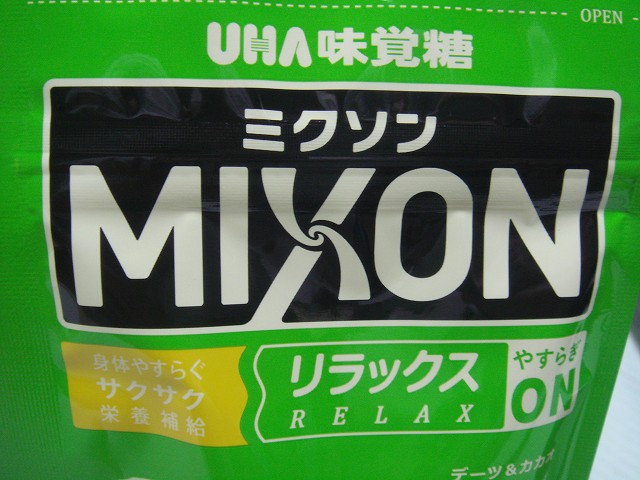 OPEN
UHA味覚糖
ミクソン
MIXON
身体やすらぐ
サクサク
栄養補給
リラックス
RELAX
やすらぎ
ON
デーツ&カカオ